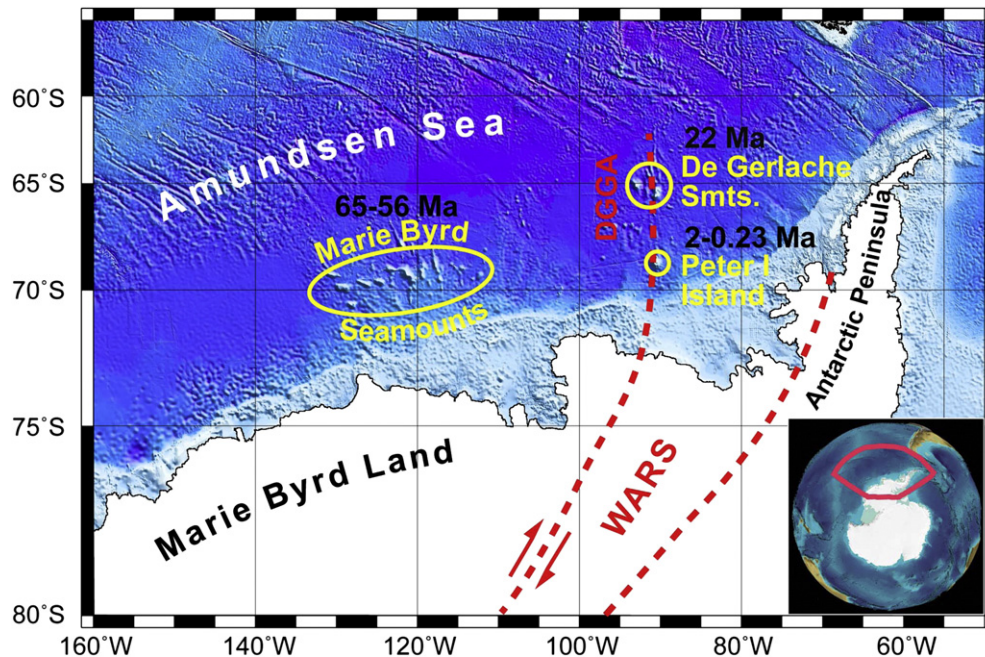 60°S
65°S
70°S
75°S
80°S
160°W
140°W
120°W
100°W
80°W
60°W
Amundsen Sea
65-56 Ma
Marie Byrd
Seamounts
DGGA
22 Ma
De Gerlache
Smts.
2-0.23 Ma
Peter I
Island
Antarctic Peninsula
Marie Byrd Land
WARS